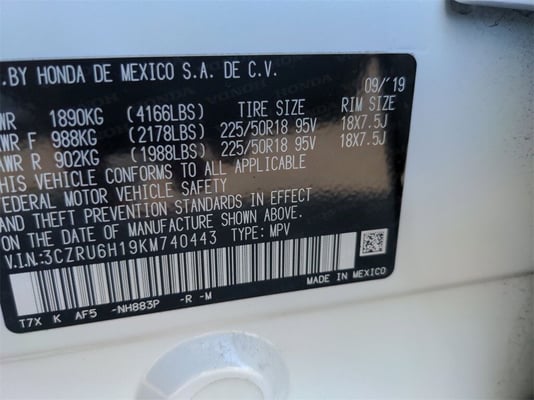 .BY HONDA DE MEXICO S.A. DE C.V. 09/'19
WR 1890KG (4166LBS) TIRE SIZE RIM SIZE
WR F 988KG (2178LBS) 225/50R18 95V 18X7.5J
AWR R 902KG (1988LBS) 225/50R18 95V 18X7.5J
THIS VEHICLE CONFORMS TO ALL APPLICABLE
FEDERAL MOTOR VEHICLE SAFETY
AND THEFT PREVENTION STANDARDS IN EFFECT
ON THE DATE OF MANUFACTURE SHOWN ABOVE.
V.I.N.:3CZRU6H19KM740443 TYPE: MPV
MADE IN MEXICO
T7X K AF5 -NH883P -R -M